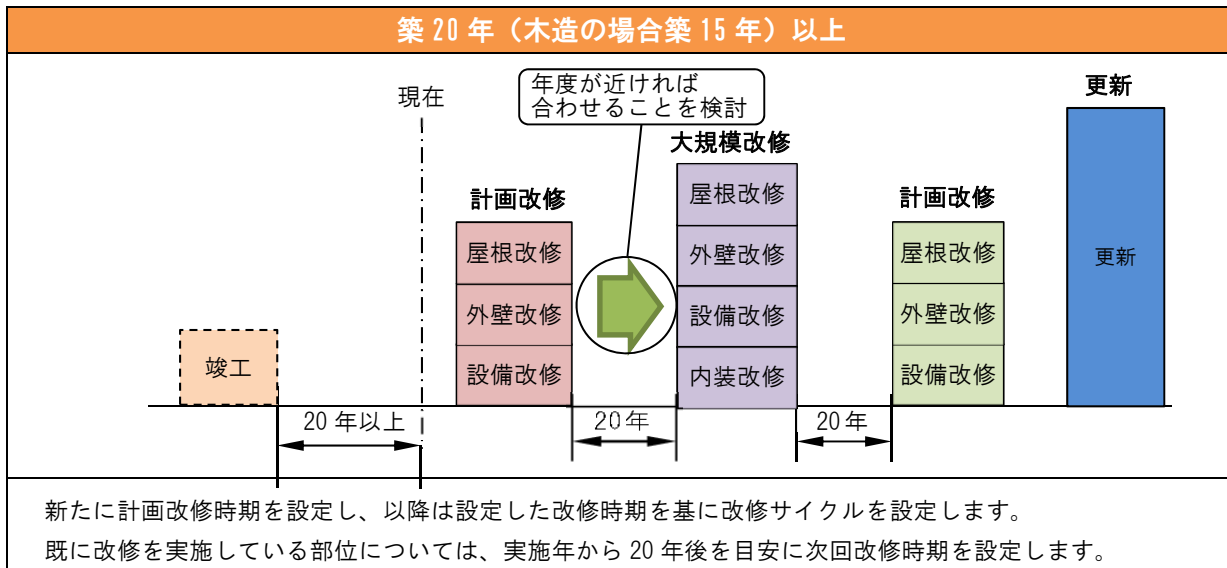 築20年（木造の場合築15年）以上
現在
年度が近ければ
合わせることを検討
更新
大規模改修
計画改修
計画改修
屋根改修
外壁改修
設備改修
内装改修
屋根改修
外壁改修
設備改修
屋根改修
外壁改修
設備改修
更新
竣工
20年以上
20年
20年
新たに計画改修時期を設定し、以降は設定した改修時期を基に改修サイクルを設定します。
既に改修を実施している部位については、実施年から20年後を目安に次回改修時期を設定します。